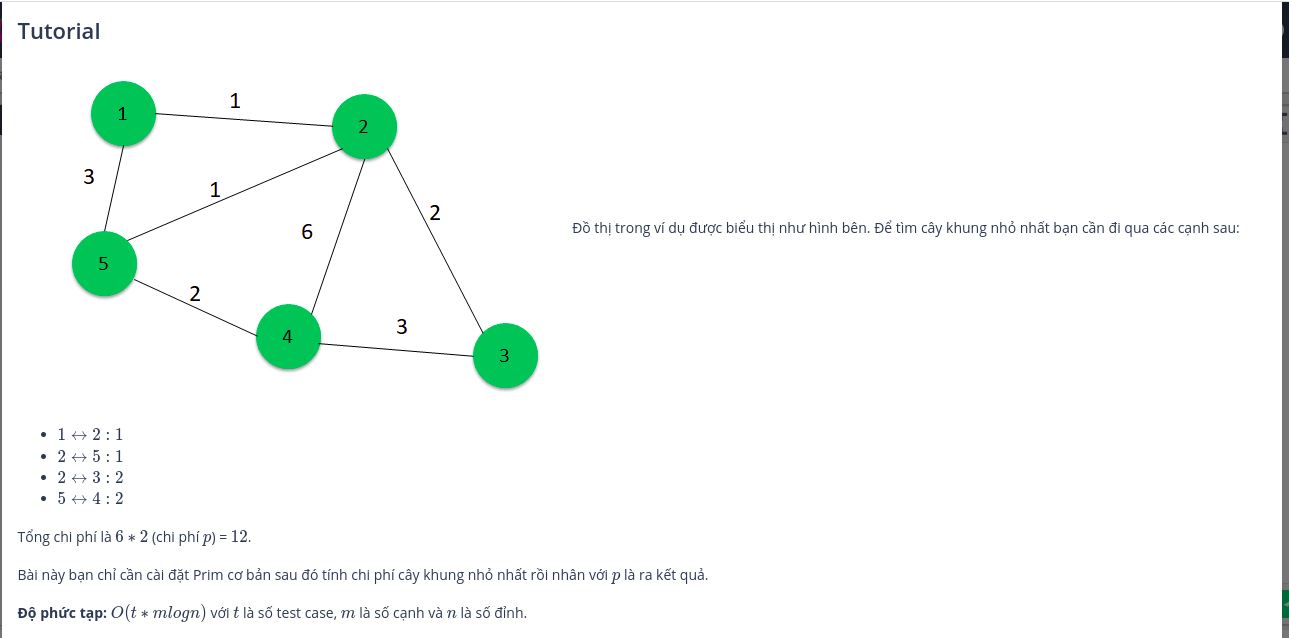 Tutorial
1
1
2
3
1
6
2
5
2
4
3
3
Đồ thị trong ví dụ được biểu thị như hình bên. Để tìm cây khung nhỏ nhất bạn cần đi qua các cạnh sau:
• 1 ↔ 2 : 1
• 2 ↔ 5 : 1
• 2 ↔ 3 : 2
• 5 ↔ 4 : 2
Tổng chi phí là 6 ∗ 2 (chi phí p) = 12.
Bài này bạn chỉ cần cài đặt Prim cơ bản sau đó tính chi phí cây khung nhỏ nhất rồi nhân với p là ra kết quả.
Độ phức tạp: O(t ∗ mlogn) với t là số test case, m là số cạnh và n là số đỉnh.